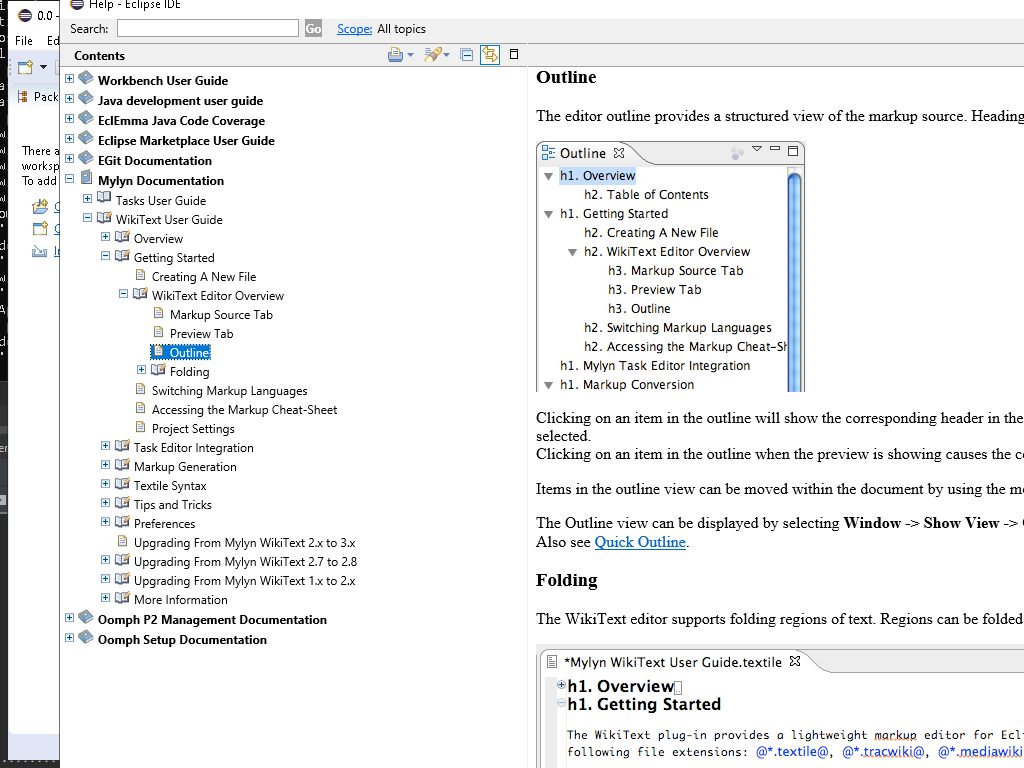 Help - Eclipse IDE
0.0 -
File Ed
Search: Go Scope: All topics
Contents
Pack
There a
worksp
To add
Workbench User Guide
Java development user guide
EclEmma Java Code Coverage
Eclipse Marketplace User Guide
EGit Documentation
Mylyn Documentation
Tasks User Guide
WikiText User Guide
Overview
Getting Started
Creating A New File
WikiText Editor Overview
Markup Source Tab
Preview Tab
Outline
Folding
Switching Markup Languages
Accessing the Markup Cheat-Sheet
Project Settings
Task Editor Integration
Markup Generation
Textile Syntax
Tips and Tricks
Preferences
Upgrading From Mylyn WikiText 2.x to 3.x
Upgrading From Mylyn WikiText 2.7 to 2.8
Upgrading From Mylyn WikiText 1.x to 2.x
More Information
Oomph P2 Management Documentation
Oomph Setup Documentation
Outline
The editor outline provides a structured view of the markup source. Heading
Outline
h1. Overview
h2. Table of Contents
h1. Getting Started
h2. Creating A New File
h2. WikiText Editor Overview
h3. Markup Source Tab
h3. Preview Tab
h3. Outline
h2. Switching Markup Languages
h2. Accessing the Markup Cheat-Sh
h1. Mylyn Task Editor Integration
h1. Markup Conversion
Clicking on an item in the outline will show the corresponding header in the
selected.
Clicking on an item in the outline when the preview is showing causes the c
Items in the outline view can be moved within the document by using the m
The Outline view can be displayed by selecting Window -> Show View ->
Also see Quick Outline.
Folding
The WikiText editor supports folding regions of text. Regions can be folded
*Mylyn WikiText User Guide.textile
h1. Overview
h1. Getting Started
The WikiText plug-in provides a lightweight markup editor for Ecl
following file extensions: @*.textile@, @*.tracwiki@, @*.mediawiki